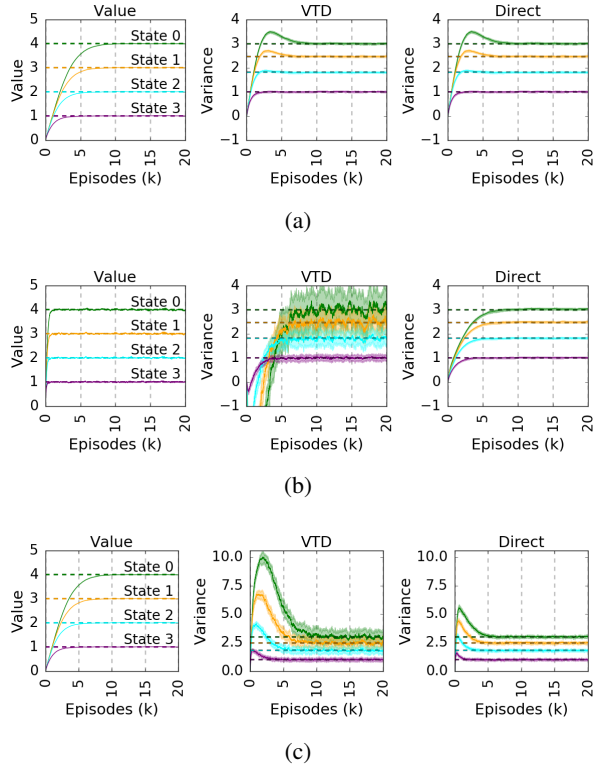 Value
VTD
Direct
5
4
3
2
1
0
State 0
State 1
State 2
State 3
Value
0
5
10
15
20
Episodes (k)
4
3
2
1
0
−1
Variance
0
5
10
15
20
Episodes (k)
4
3
2
1
0
−1
Variance
0
5
10
15
20
Episodes (k)
(a)
Value
VTD
Direct
5
4
3
2
1
0
State 0
State 1
State 2
State 3
Value
0
5
10
15
20
Episodes (k)
4
3
2
1
0
−1
Variance
0
5
10
15
20
Episodes (k)
4
3
2
1
0
−1
Variance
0
5
10
15
20
Episodes (k)
(b)
Value
VTD
Direct
5
4
3
2
1
0
State 0
State 1
State 2
State 3
Value
0
5
10
15
20
Episodes (k)
10.0
7.5
5.0
2.5
0.0
Variance
0
5
10
15
20
Episodes (k)
10.0
7.5
5.0
2.5
0.0
Variance
0
5
10
15
20
Episodes (k)
(c)